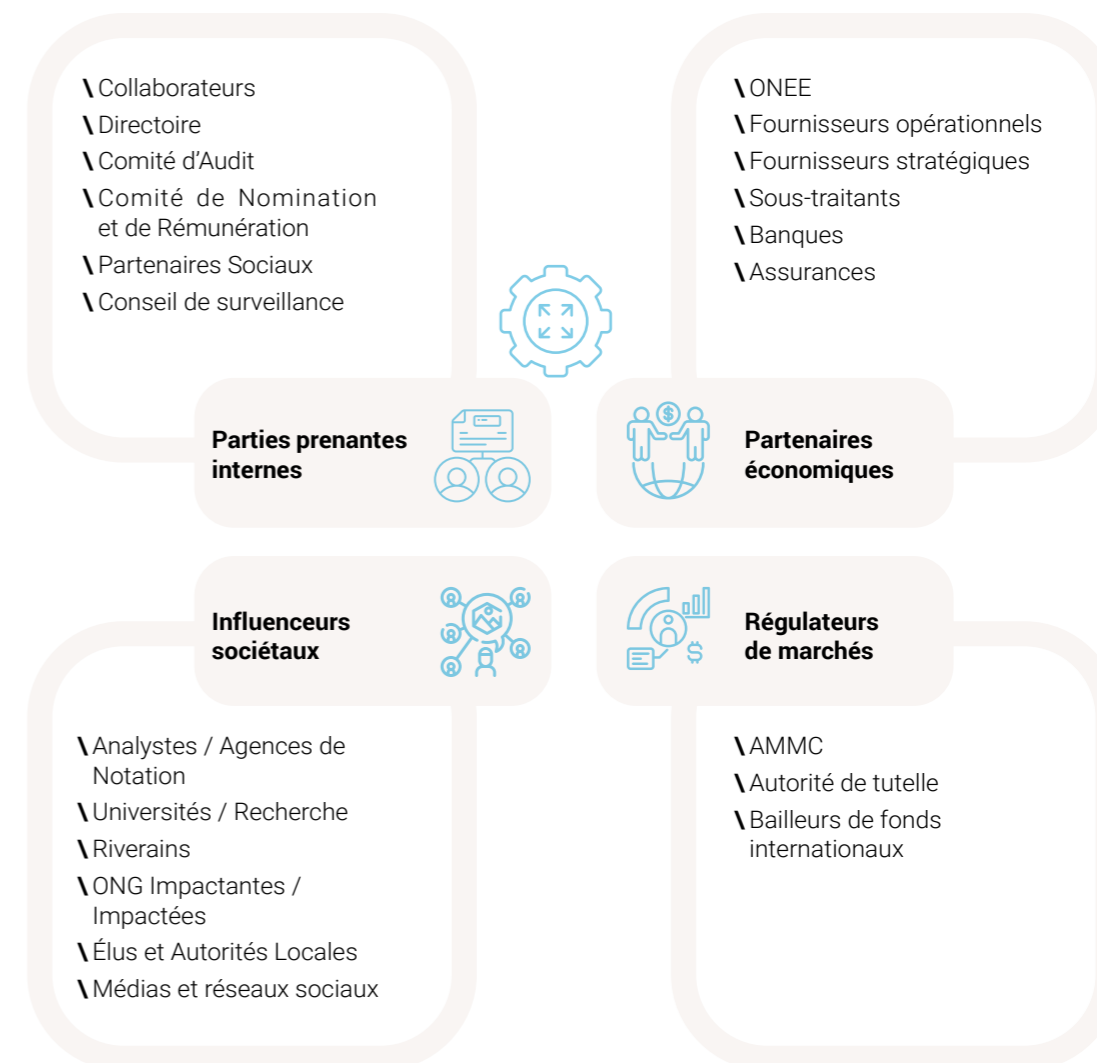 \ Collaborateurs
\ Directoire
\ Comité d'Audit
\ Comité de Nomination
et de Rémunération
\ Partenaires Sociaux
\ Conseil de surveillance
Parties prenantes
internes
\ ONEE
\ Fournisseurs opérationnels
\ Fournisseurs stratégiques
\ Sous-traitants
\ Banques
\ Assurances
$
Partenaires
économiques
Influenceurs
sociétaux
\ Analystes / Agences de
Notation
\ Universités / Recherche
\ Riverains
\ ONG Impactantes /
Impactées
\ Élus et Autorités Locales
\ Médias et réseaux sociaux
$
Régulateurs
de marchés
\ AMMC
\ Autorité de tutelle
\ Bailleurs de fonds
internationaux